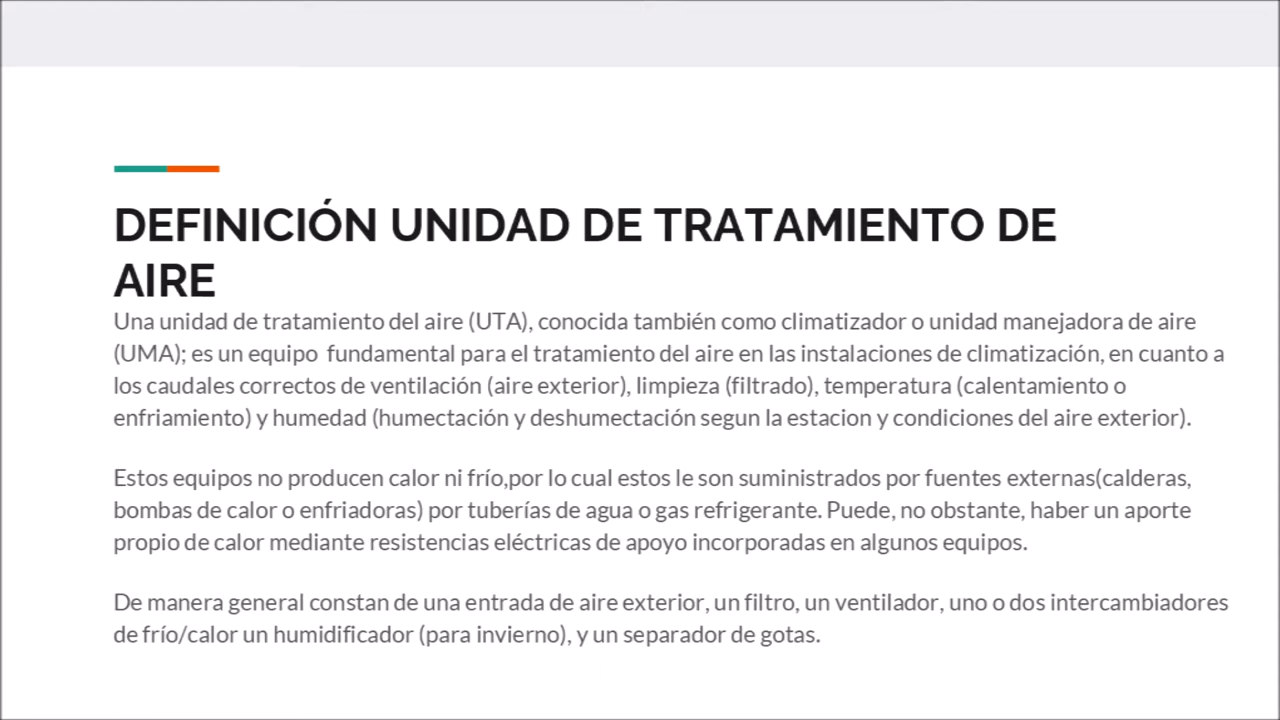 DEFINICIÓN UNIDAD DE TRATAMIENTO DE
AIRE
Una unidad de tratamiento del aire (UTA), conocida también como climatizador o unidad manejadora de aire
(UMA); es un equipo  fundamental para el tratamiento del aire en las instalaciones de climatización, en cuanto a
los caudales correctos de ventilación (aire exterior), limpieza (filtrado), temperatura (calentamiento o
enfriamiento) y humedad (humectación y deshumectación segun la estacion y condiciones del aire exterior).
Estos equipos no producen calor ni frío,por lo cual estos le son suministrados por fuentes externas(calderas,
bombas de calor o enfriadoras) por tuberías de agua o gas refrigerante. Puede, no obstante, haber un aporte
propio de calor mediante resistencias eléctricas de apoyo incorporadas en algunos equipos.
De manera general constan de una entrada de aire exterior, un filtro, un ventilador, uno o dos intercambiadores
de frío/calor un humidificador (para invierno), y un separador de gotas.